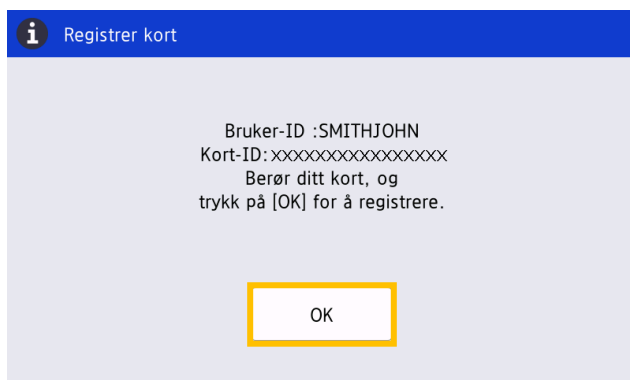 Registrer kort
Bruker-ID :SMITHJOHN
Kort-ID: XXXXXXXXXXXXXXXX
Berør ditt kort, og
trykk på [OK] for å registrere.
OK